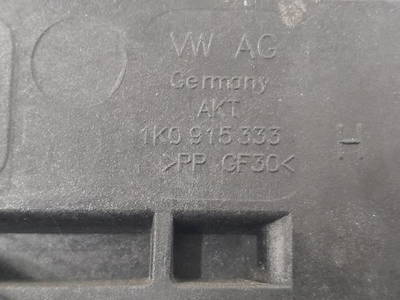 VW AG
Germany
AKT
1K0 915 333 H
>PP GF30<